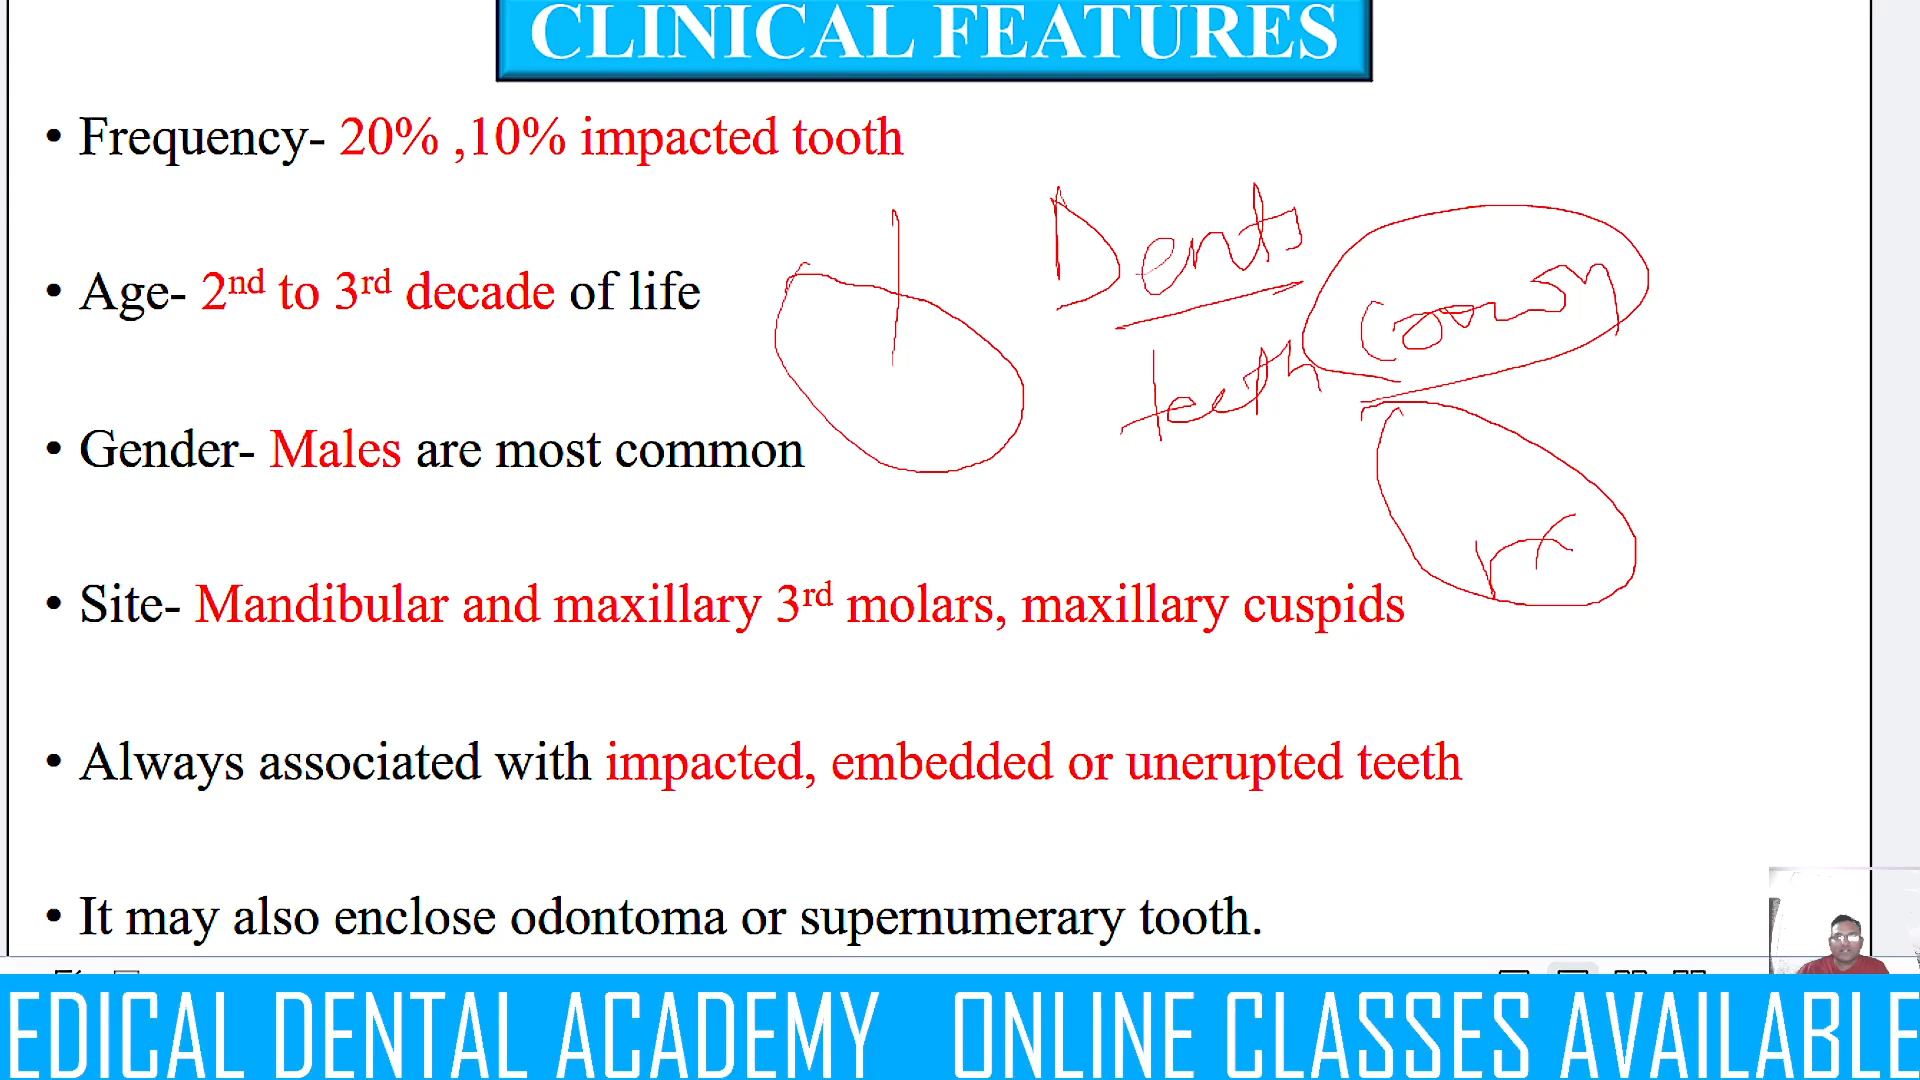 CLINICAL FEATURES
• Frequency- 20% ,10% impacted tooth
Dents
• Age- 2nd to 3rd decade of life
teeth
• Gender- Males are most common
• Site- Mandibular and maxillary 3rd molars, maxillary cuspids
• Always associated with impacted, embedded or unerupted teeth
• It may also enclose odontoma or supernumerary tooth.
EDICAL DENTAL ACADEMY ONLINE CLASSES AVAILABLE